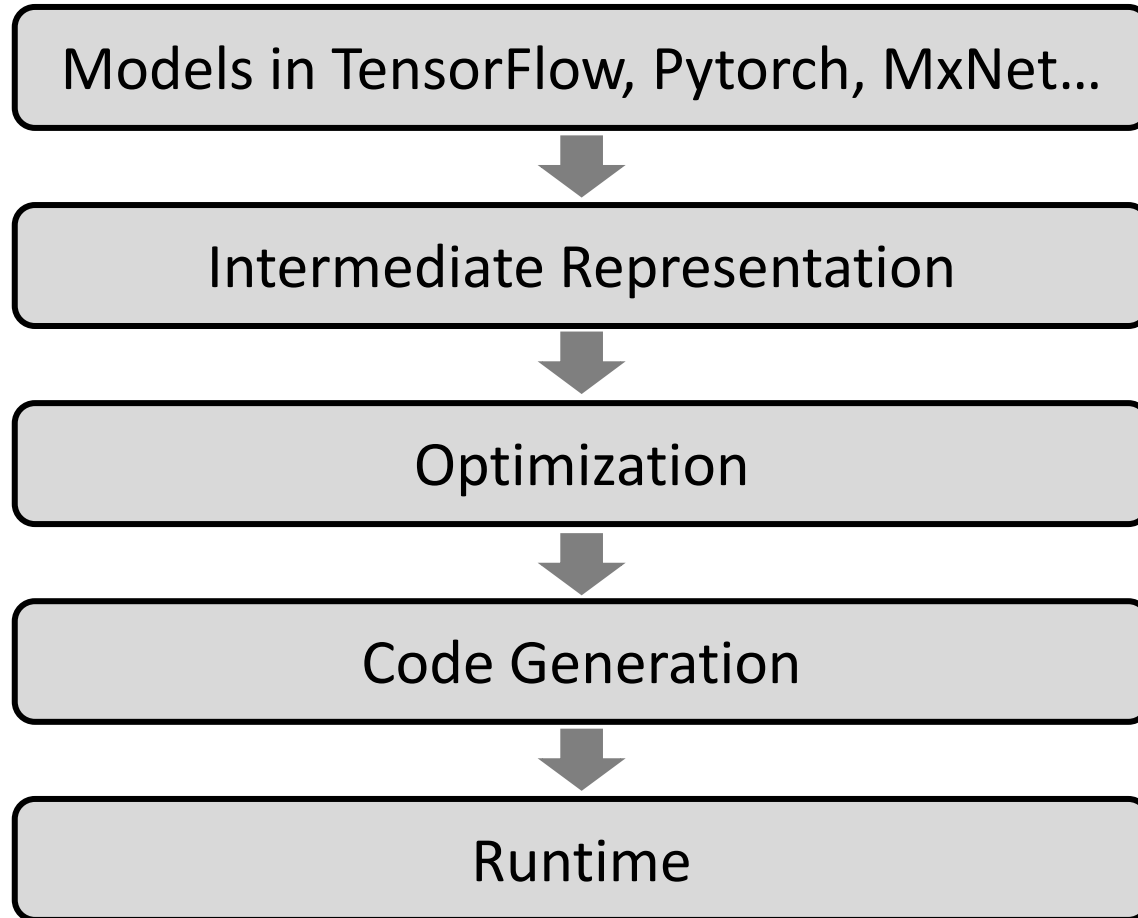 Models in TensorFlow, Pytorch, MxNet…
Intermediate Representation
Optimization
Code Generation
Runtime